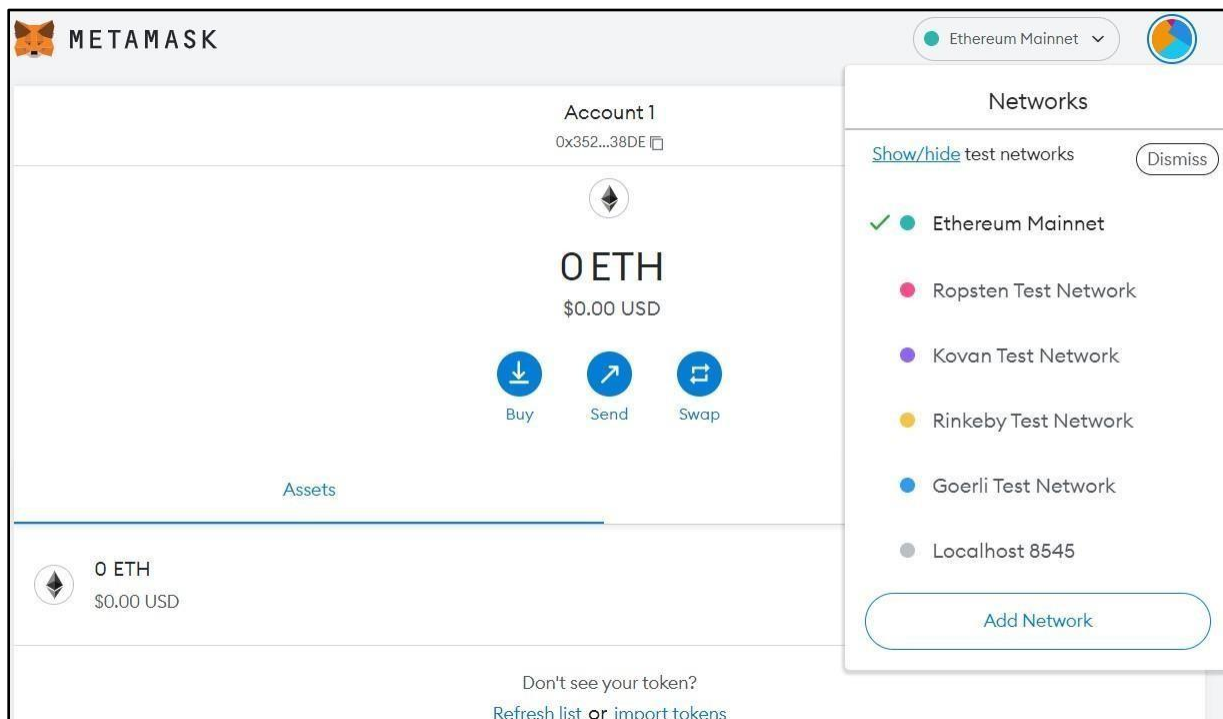 METAMASK
Ethereum Mainnet
Account 1
0x352...38DE
0 ETH
$0.00 USD
Buy
Send
Swap
Assets
0 ETH
$0.00 USD
Don't see your token?
Refresh list or import tokens
Networks
Show/hide test networks
Dismiss
Ethereum Mainnet
Ropsten Test Network
Kovan Test Network
Rinkeby Test Network
Goerli Test Network
Localhost 8545
Add Network